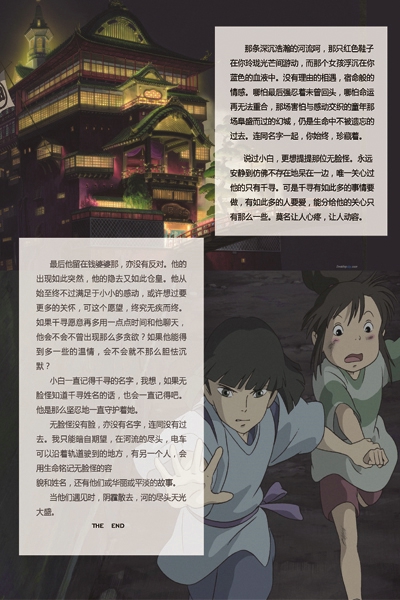 那条深沉浩瀚的河流呵，那只红色鞋子
在你玲珑光芒间游动，而那个女孩浮沉在你
蓝色的血液中。没有理由的相遇，宿命般的
情感。哪怕最后强忍着未曾回头，哪怕命运
再无法重合，那场害怕与感动交织的童年那
场阜盛而过的幻城，仍是生命中不被遗忘的
过去。连同名字一起，你始终，珍藏着。
说过小白，更想提提那位无脸怪。永远
安静到仿佛不存在地呆在一边，唯一关心过
他的只有千寻。可是千寻有如此多的事情要
做，有如此多的人要爱，能分给他的关心只
有那么一些。莫名让人心疼，让人动容。
最后他留在钱婆婆那，亦没有反对。他的
出现如此突然，他的隐去又如此仓皇。他从
始至终不过满足于小小的感动，或许想过要
更多的关怀，可这个愿望，终究无疾而终。
如果千寻愿意再多用一点点时间和他聊天，
他会不会不曾出现那么多贪欲？如果他能得
到多一些的温情，会不会就不那么胆怯沉
默？
小白一直记得千寻的名字，我想，如果无
脸怪知道千寻姓名的话，也会一直记得吧。
他是那么坚忍地一直守护着她。
无脸怪没有脸，亦没有名字，连同没有过
去。我只能暗自期望，在河流的尽头，电车
可以沿着轨道驶到的地方，有另一个人，会
用生命铭记无脸怪的容
貌和姓名，还有他们或华丽或平淡的故事。
当他们遇见时，阴霾散去，河的尽头天光
大盛。
THE END